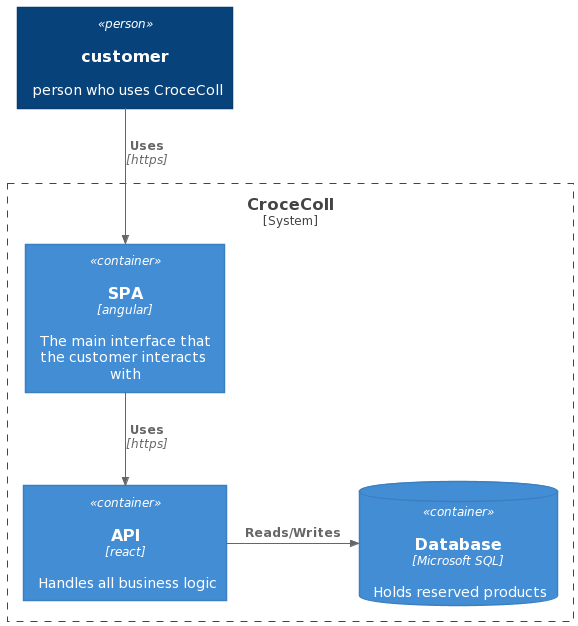 «person»
customer
person who uses CroceColl
Uses
[https]
CroceColl
[System]
«container»
SPA
[angular]
The main interface that
the customer interacts
with
Uses
[https]
«container»
API
[react]
Handles all business logic
Reads/Writes
«container»
Database
[Microsoft SQL]
Holds reserved products